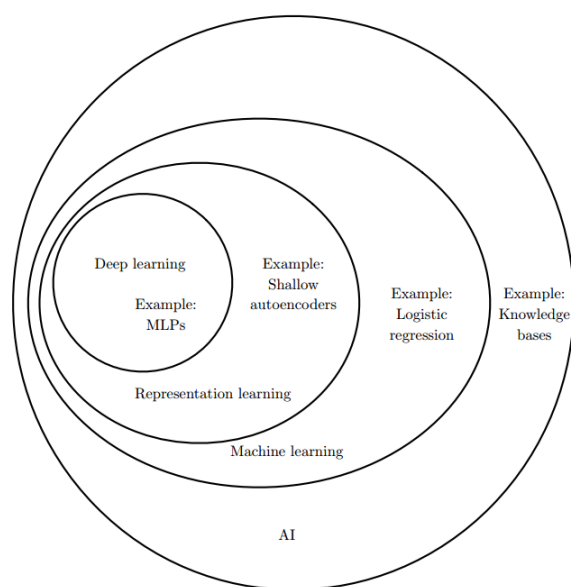 Deep learning
Example:
MLPs
Example:
Shallow
autoencoders
Example:
Logistic
regression
Example:
Knowledge
bases
Representation learning
Machine learning
AI